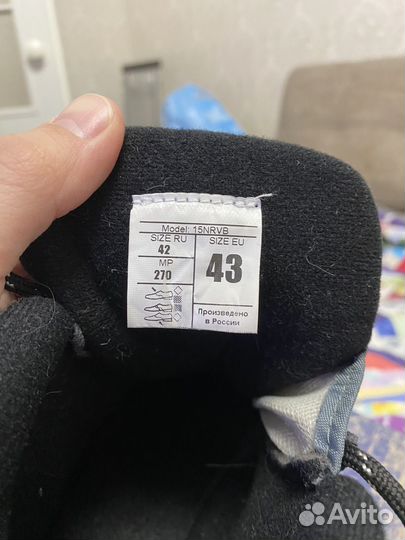 Model: 15NRVB
SIZE RU
42
MP
270
SIZE EU
43
Произведено
в России
Avito